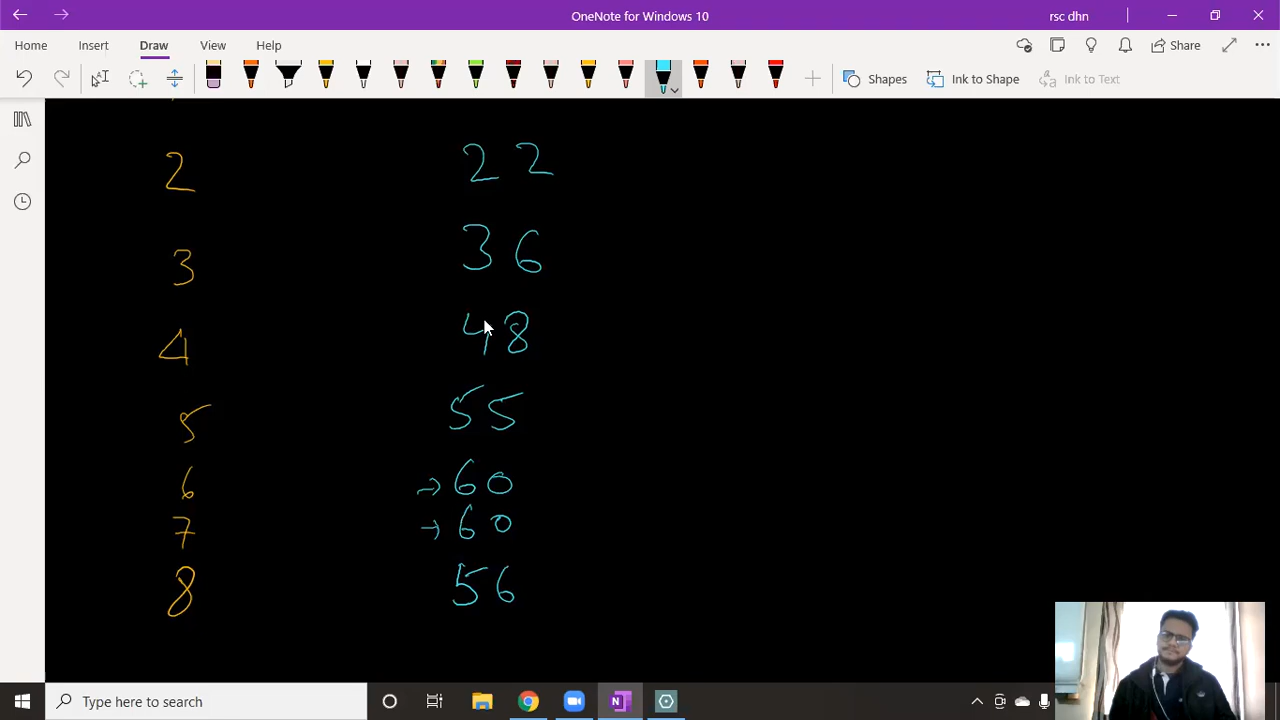 OneNote for Windows 10
rsc dhn
Home Insert Draw View Help
Share
Shapes Ink to Shape Ink to Text
2 22
3 36
4 48
5 55
6 → 60
7 → 60
8 56
Type here to search